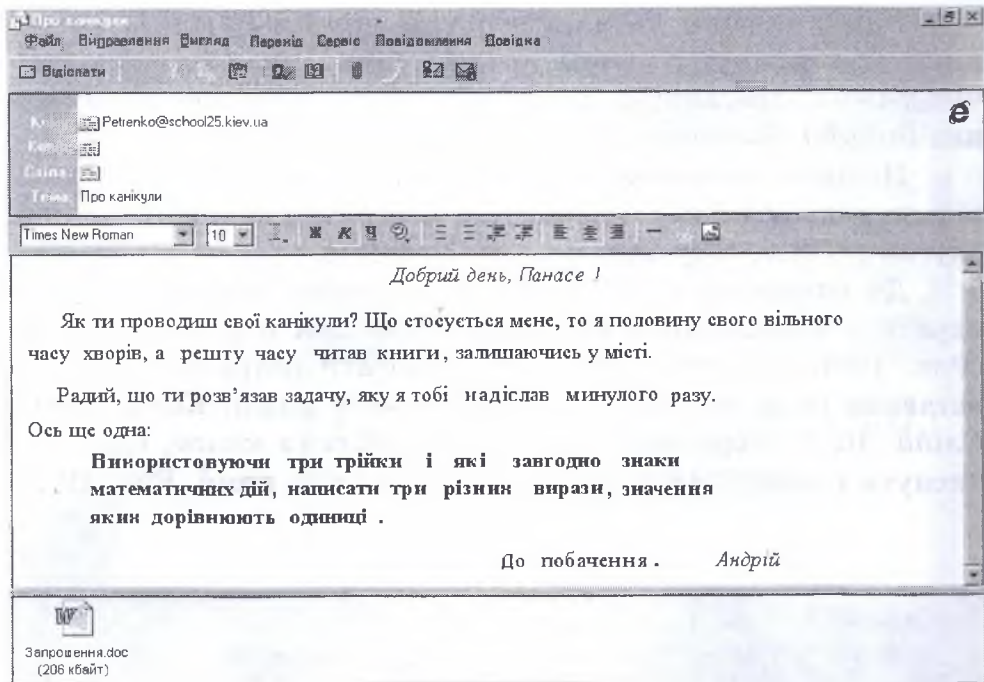 Про канікули
Файл Виправлення Вигляд Перехід Сервіс Повідомлення Довідка
Відіслати
Petrenko@school25.kiev.ua
Тема: Про канікули
Times New Roman 10 Ж К Ч
Добрий день, Панасе !
Як ти проводиш свої канікули? Що стосується мене, то я половину свого вільного
часу хворів, а решту часу читав книги, залишаючись у місті.
Радий, що ти розв'язав задачу, яку я тобі надіслав минулого разу.
Ось ще одна:
Використовуючи три трійки і які завгодно знаки
математичних дій, написати три різних вирази, значення
яких дорівнюють одиниці .
До побачення . Андрій
Запрошення.doc
(206 кбайт)